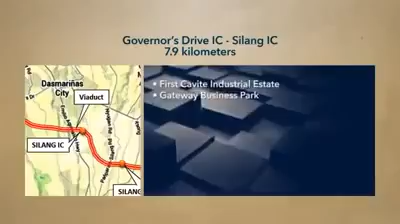 Governor's Drive IC - Silang IC
7.9 kilometers
• First Cavite Industrial Estate
• Gateway Business Park
Dasmariñas
City
Viaduct
SILANG IC
SILANG